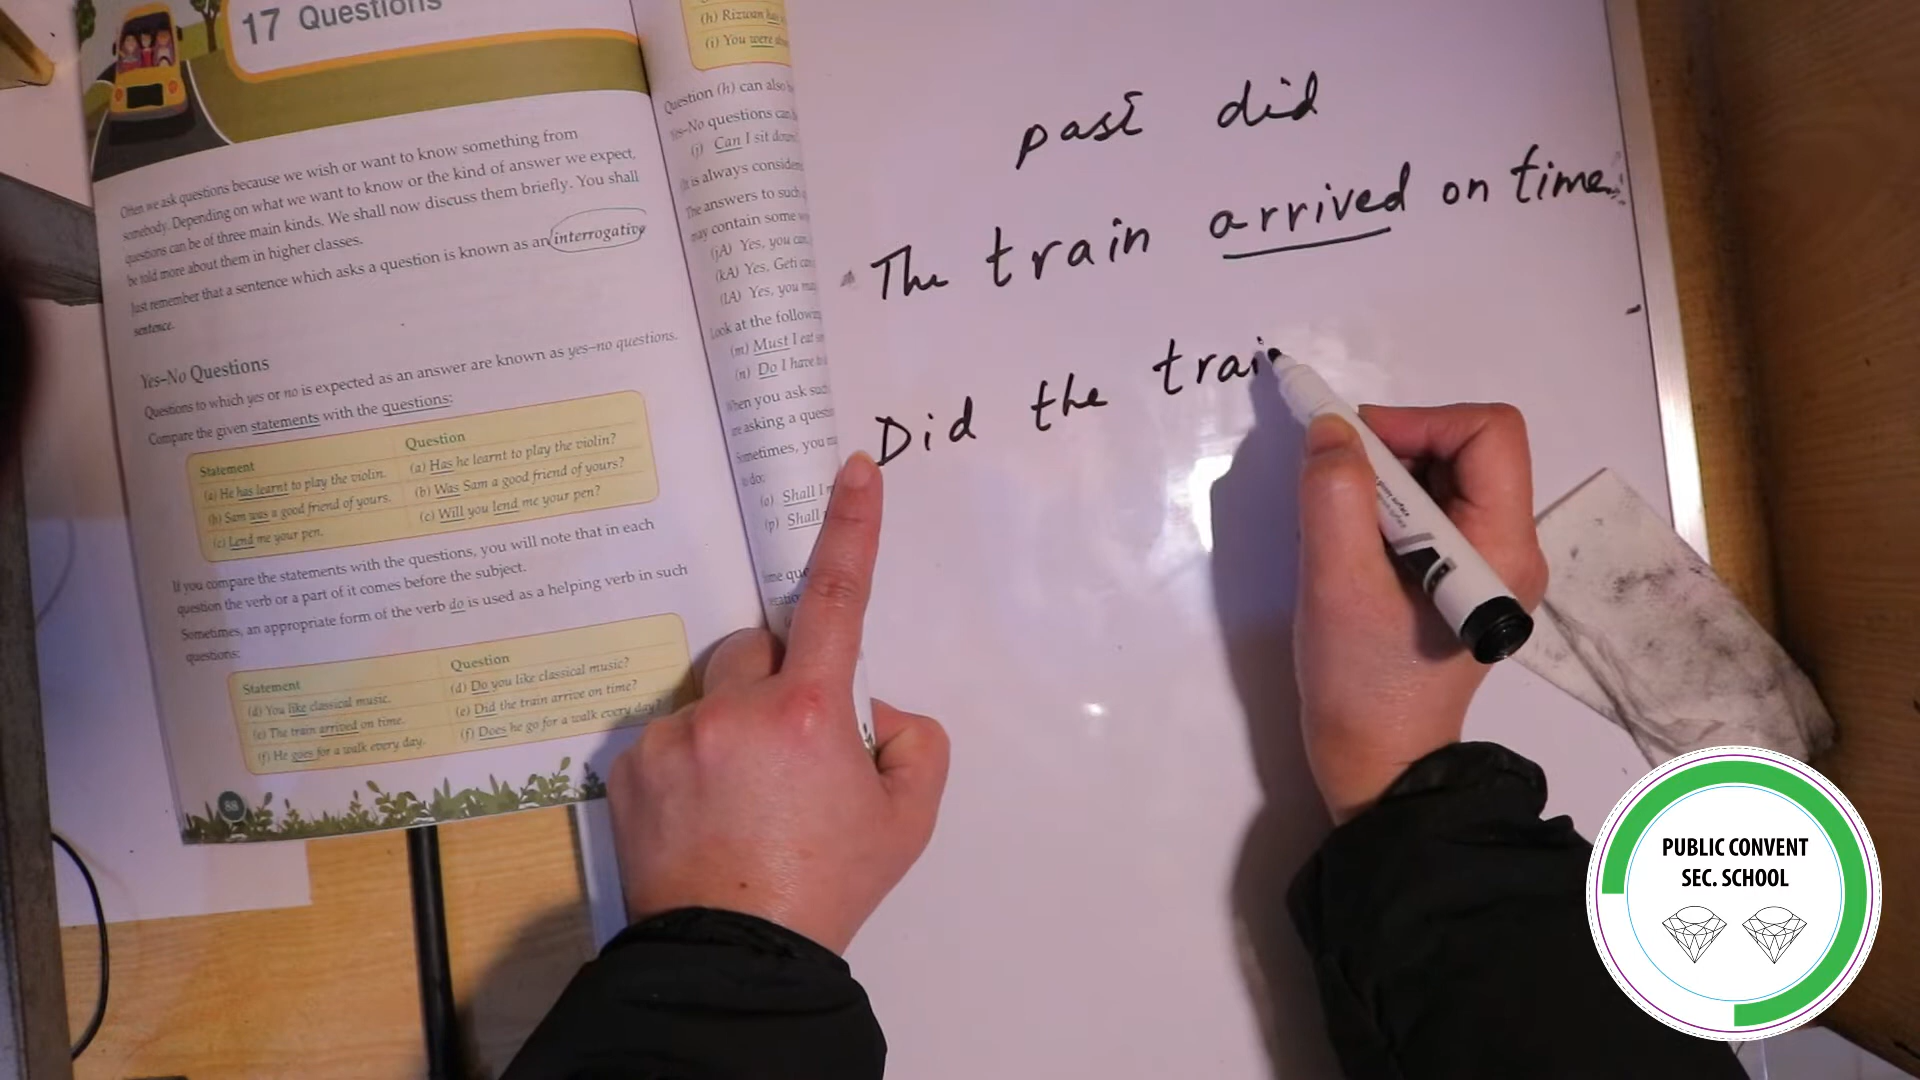 17 Questions
Often we ask questions because we wish or want to know something from
somebody. Depending on what we want to know or the kind of answer we expect,
questions can be of three main kinds. We shall now discuss them briefly. You shall
be told more about them in higher classes.
Just remember that a sentence which asks a question is known as an interrogative
sentence.
Yes–No Questions
Questions to which yes or no is expected as an answer are known as yes–no questions.
Compare the given statements with the questions:
Statement Question
(a) He has learnt to play the violin. (a) Has he learnt to play the violin?
(b) Sam was a good friend of yours. (b) Was Sam a good friend of yours?
(c) Lend me your pen. (c) Will you lend me your pen?
If you compare the statements with the questions, you will note that in each
question the verb or a part of it comes before the subject.
Sometimes, an appropriate form of the verb do is used as a helping verb in such
questions:
Statement Question
(d) You like classical music. (d) Do you like classical music?
(e) The train arrived on time. (e) Did the train arrive on time?
(f) He goes for a walk every day. (f) Does he go for a walk every day?
88
(h) Rizwan
(i) You were
Question (h) can also
Yes–No questions
(j) Can I sit down
It is always
The answers to such
may contain some
(jA) Yes, you can
(kA) Yes, Geti
(lA) Yes, you
Look at the following
(m) Must I eat
(n) Do I have
When you ask such
are asking a
Sometimes, you
do:
(o) Shall I
(p) Shall
past did
The train arrived on time.
Did the trai
PUBLIC CONVENT
SEC. SCHOOL